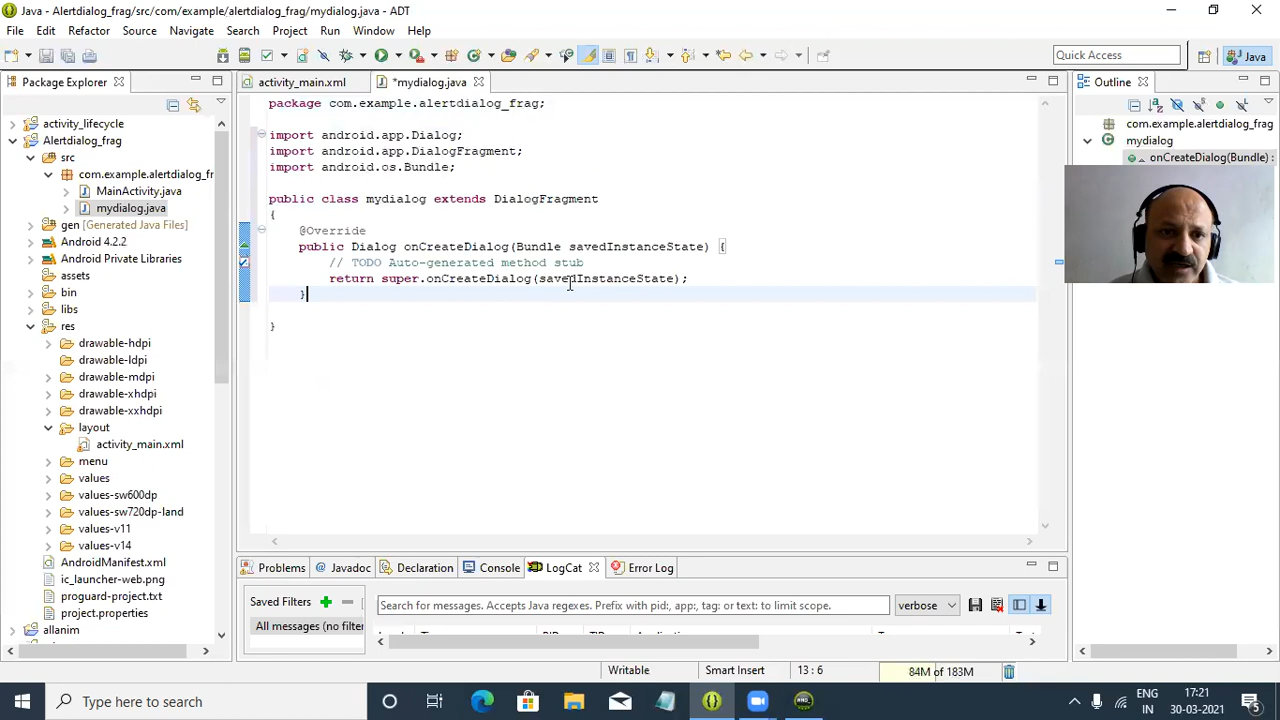 Java - Alertdialog_frag/src/com/example/alertdialog_frag/mydialog.java - ADT
File Edit Refactor Source Navigate Search Project Run Window Help
Quick Access
Java
Package Explorer
activity_lifecycle
Alertdialog_frag
src
com.example.alertdialog_fr
MainActivity.java
mydialog.java
gen [Generated Java Files]
Android 4.2.2
Android Private Libraries
assets
bin
libs
res
drawable-hdpi
drawable-ldpi
drawable-mdpi
drawable-xhdpi
drawable-xxhdpi
layout
activity_main.xml
menu
values
values-sw600dp
values-sw720dp-land
values-v11
values-v14
AndroidManifest.xml
ic_launcher-web.png
proguard-project.txt
project.properties
allanim
activity_main.xml
*mydialog.java
package com.example.alertdialog_frag;
import android.app.Dialog;
import android.app.DialogFragment;
import android.os.Bundle;
public class mydialog extends DialogFragment
{
@Override
public Dialog onCreateDialog(Bundle savedInstanceState) {
// TODO Auto-generated method stub
return super.onCreateDialog(savedInstanceState);
}
}
Outline
com.example.alertdialog_frag
mydialog
onCreateDialog(Bundle) :
Problems Javadoc Declaration Console LogCat Error Log
Saved Filters
All messages (no filter
Search for messages. Accepts Java regexes. Prefix with pid:, app:, tag: or text: to limit scope.
verbose
Writable Smart Insert 13 : 6 84M of 183M
Type here to search
ENG
IN
17:21
30-03-2021
5